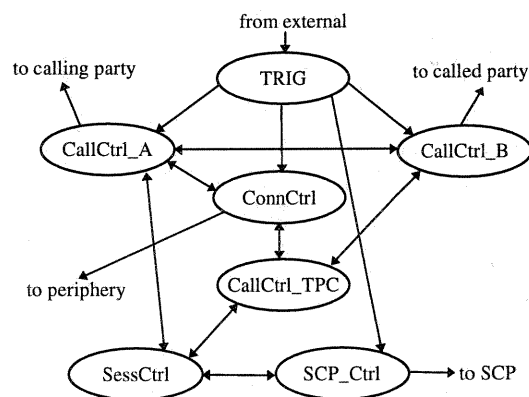 from external
TRIG
to calling party
to called party
CallCtrl_A
CallCtrl_B
ConnCtrl
to periphery
CallCtrl_TPC
SessCtrl
SCP_Ctrl
to SCP